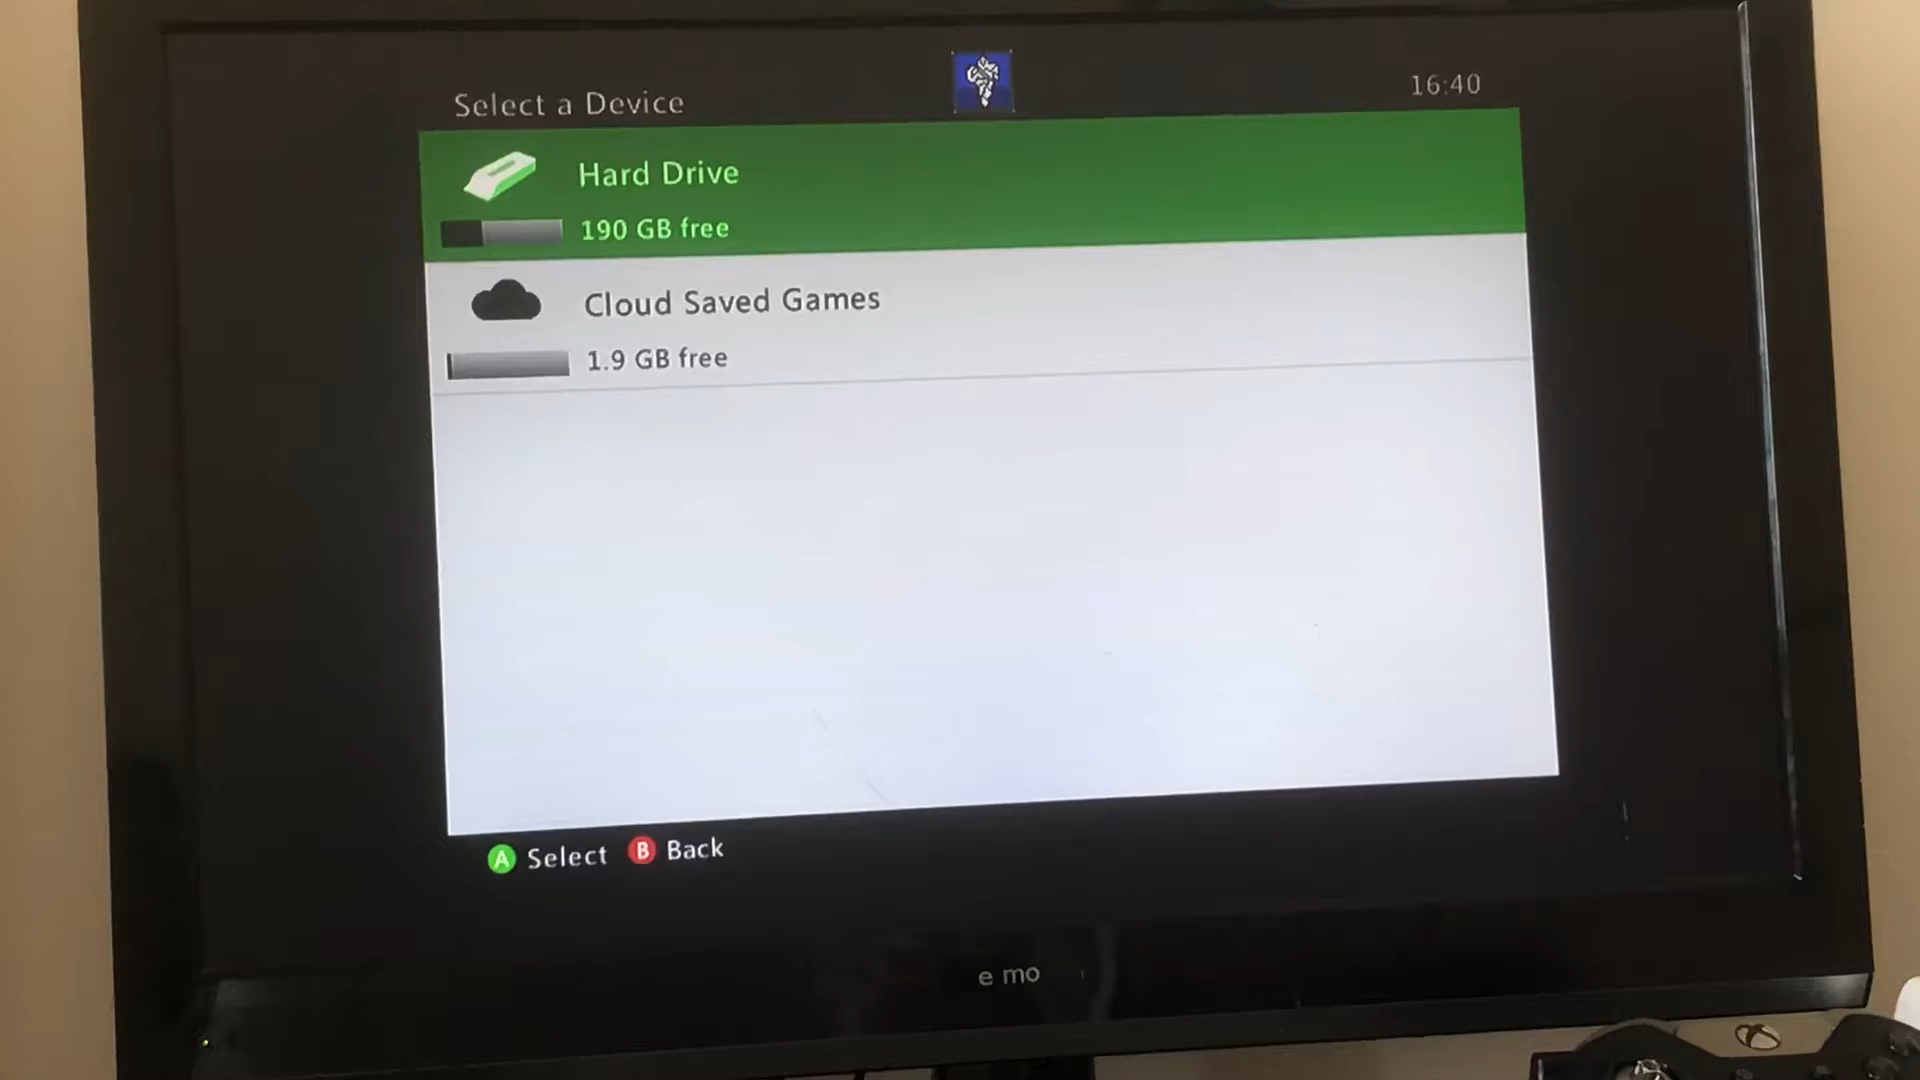 Select a Device
16:40
Hard Drive
190 GB free
Cloud Saved Games
1.9 GB free
A Select B Back
e mo